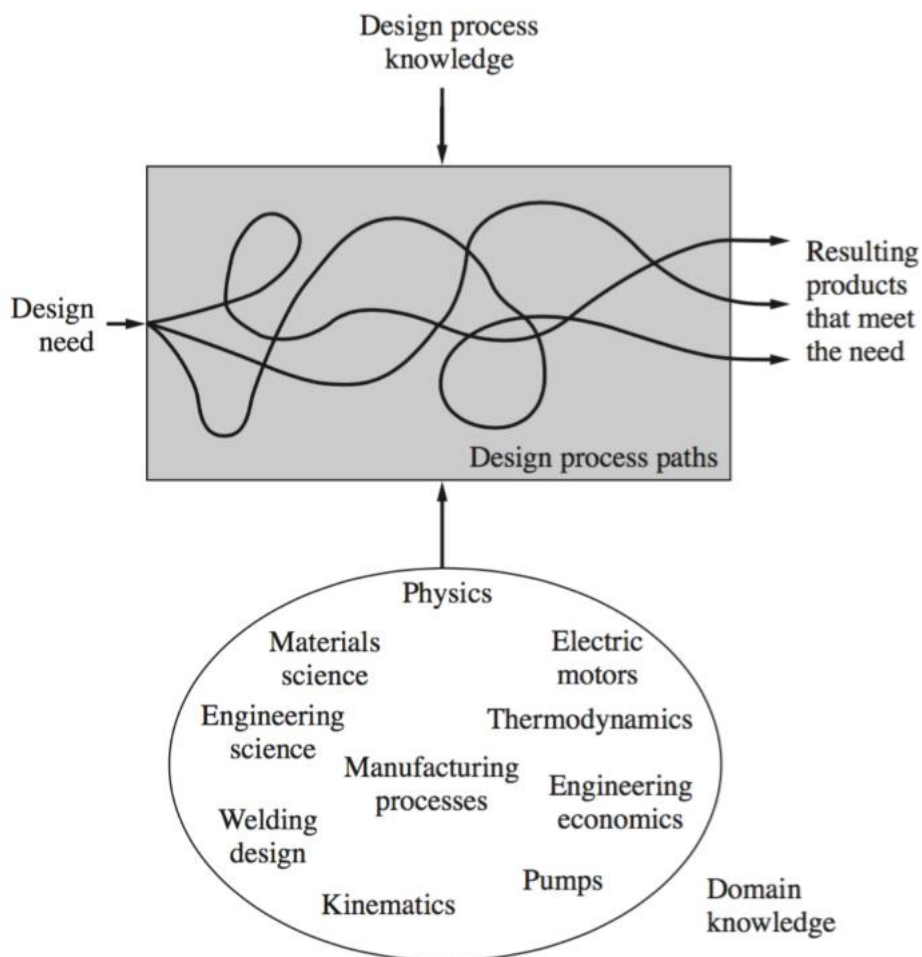 Design process
knowledge
Design
need
Resulting
products
that meet
the need
Design process paths
Physics
Materials
science
Electric
motors
Engineering
science
Thermodynamics
Manufacturing
processes
Engineering
economics
Welding
design
Pumps
Kinematics
Domain
knowledge